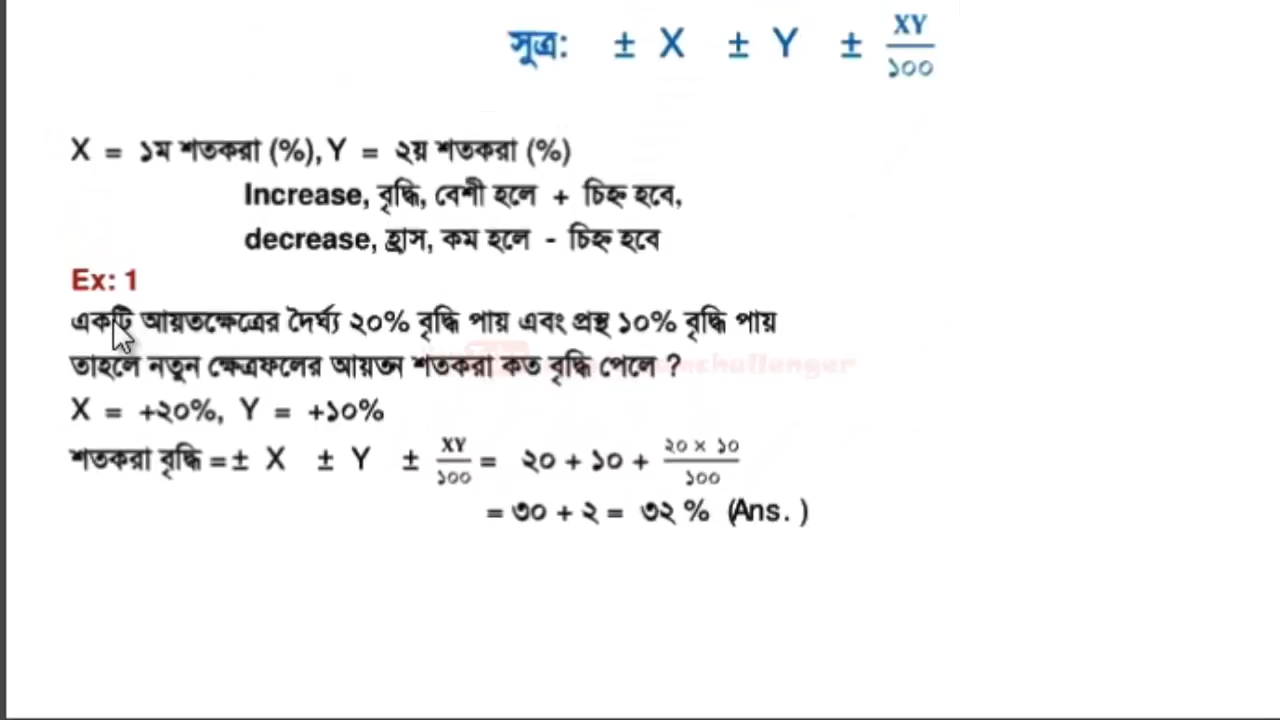 সূত্র: ± X ± Y ± XY/১০০
X = ১ম শতকরা (%), Y = ২য় শতকরা (%)
Increase, বৃদ্ধি, বেশী হলে + চিহ্ন হবে,
decrease, হ্রাস, কম হলে - চিহ্ন হবে
Ex: 1
একটি আয়তক্ষেত্রের দৈর্ঘ্য ২০% বৃদ্ধি পায় এবং প্রস্থ ১০% বৃদ্ধি পায়
তাহলে নতুন ক্ষেত্রফলের আয়তন শতকরা কত বৃদ্ধি পেলে ?
X = +২০%, Y = +১০%
শতকরা বৃদ্ধি = ± X ± Y ± XY/১০০ = ২০ + ১০ + ২০ × ১০/১০০
= ৩০ + ২ = ৩২ % (Ans. )